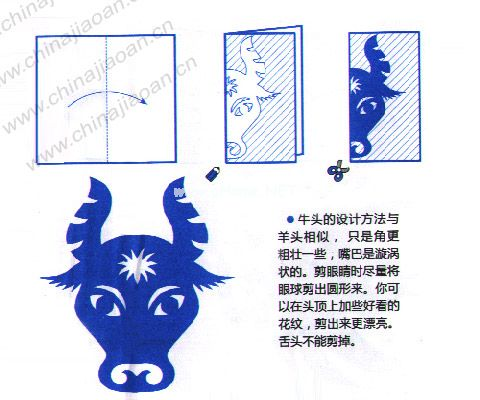 www.chinajiaoan.cn
www.chinajiaoan.cn
● 牛头的设计方法与
羊头相似，只是角更
粗壮一些，嘴巴是漩涡
状的。剪眼睛时尽量将
眼球剪出圆形来。你可
以在头顶上加些好看的
花纹，剪出来更漂亮。
舌头不能剪掉。